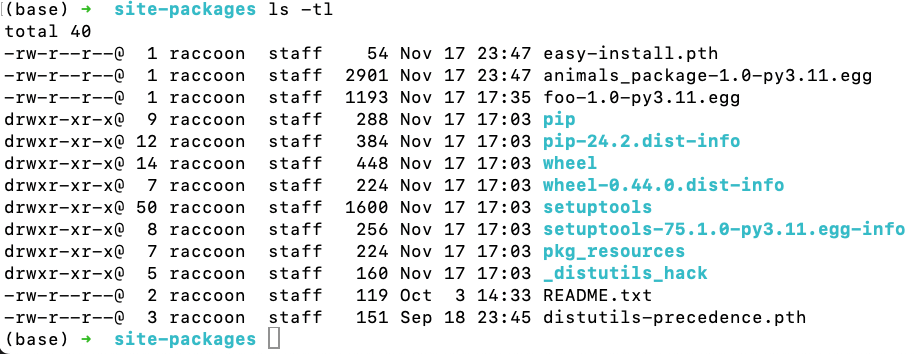 (base) ➜  site-packages ls -tl
total 40
-rw-r--r--@  1 raccoon  staff    54 Nov 17 23:47 easy-install.pth
-rw-r--r--@  1 raccoon  staff  2901 Nov 17 23:47 animals_package-1.0-py3.11.egg
-rw-r--r--@  1 raccoon  staff  1193 Nov 17 17:35 foo-1.0-py3.11.egg
drwxr-xr-x@  9 raccoon  staff   288 Nov 17 17:03 pip
drwxr-xr-x@ 12 raccoon  staff   384 Nov 17 17:03 pip-24.2.dist-info
drwxr-xr-x@ 14 raccoon  staff   448 Nov 17 17:03 wheel
drwxr-xr-x@  7 raccoon  staff   224 Nov 17 17:03 wheel-0.44.0.dist-info
drwxr-xr-x@ 50 raccoon  staff  1600 Nov 17 17:03 setuptools
drwxr-xr-x@  8 raccoon  staff   256 Nov 17 17:03 setuptools-75.1.0-py3.11.egg-info
drwxr-xr-x@  7 raccoon  staff   224 Nov 17 17:03 pkg_resources
drwxr-xr-x@  5 raccoon  staff   160 Nov 17 17:03 _distutils_hack
-rw-r--r--@  2 raccoon  staff   119 Oct  3 14:33 README.txt
-rw-r--r--@  3 raccoon  staff   151 Sep 18 23:45 distutils-precedence.pth
(base) ➜  site-packages